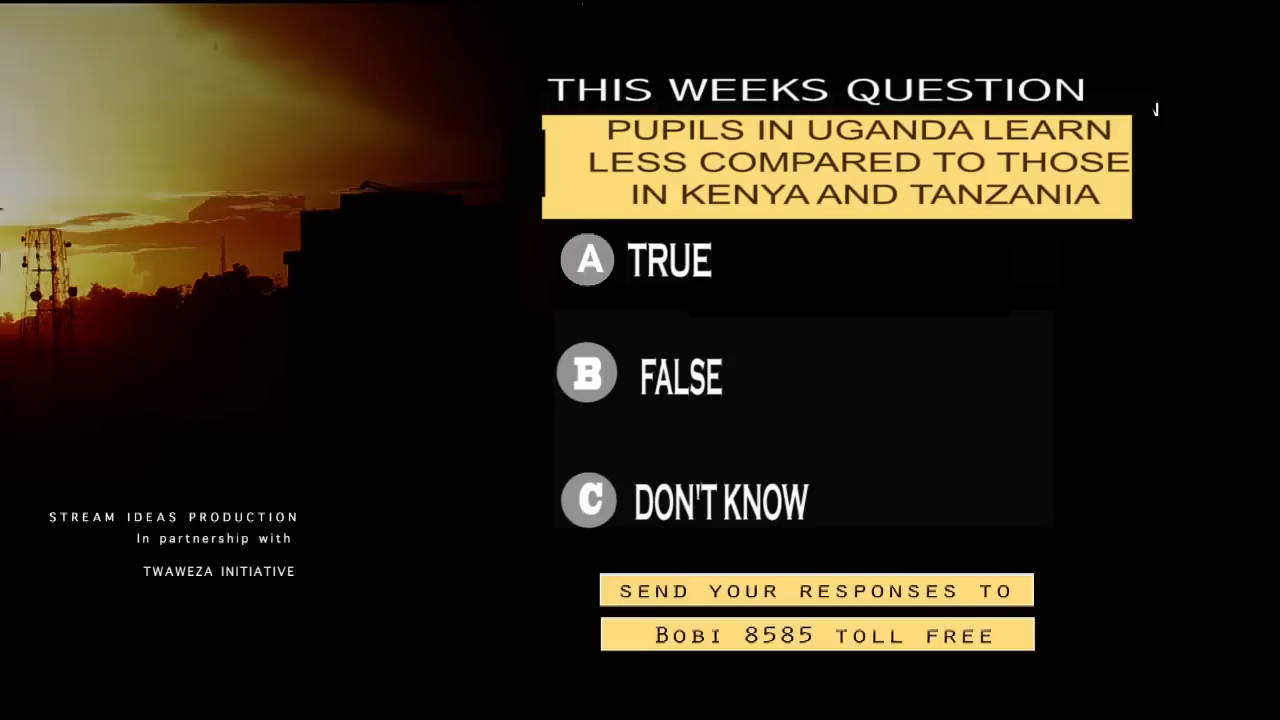 THIS WEEKS QUESTION
PUPILS IN UGANDA LEARN
LESS COMPARED TO THOSE
IN KENYA AND TANZANIA
A TRUE
B FALSE
C DON'T KNOW
STREAM IDEAS PRODUCTION
In partnership with
TWAWEZA INITIATIVE
SEND YOUR RESPONSES TO
BOBI 8585 TOLL FREE